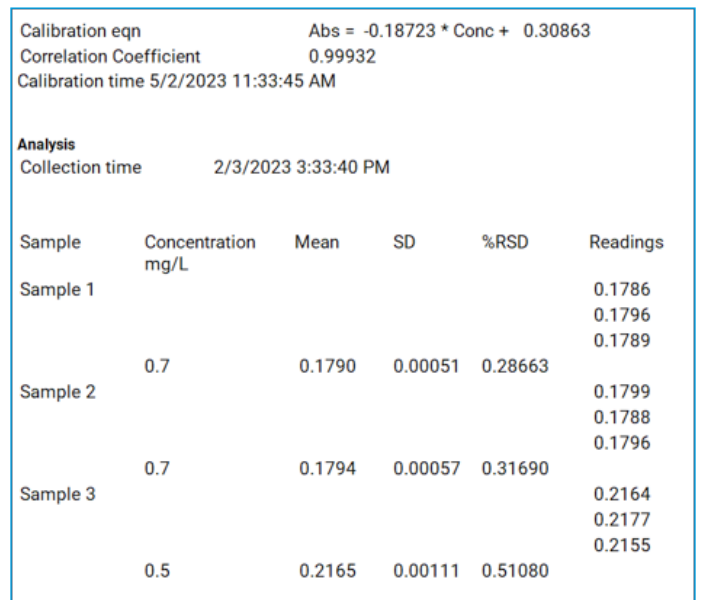 Calibration eqn Abs = -0.18723 * Conc + 0.30863
Correlation Coefficient 0.99932
Calibration time 5/2/2023 11:33:45 AM
Analysis
Collection time 2/3/2023 3:33:40 PM
Sample Concentration Mean SD %RSD Readings
mg/L
Sample 1 0.1786
0.1796
0.1789
0.7 0.1790 0.00051 0.28663
Sample 2 0.1799
0.1788
0.1796
0.7 0.1794 0.00057 0.31690
Sample 3 0.2164
0.2177
0.2155
0.5 0.2165 0.00111 0.51080